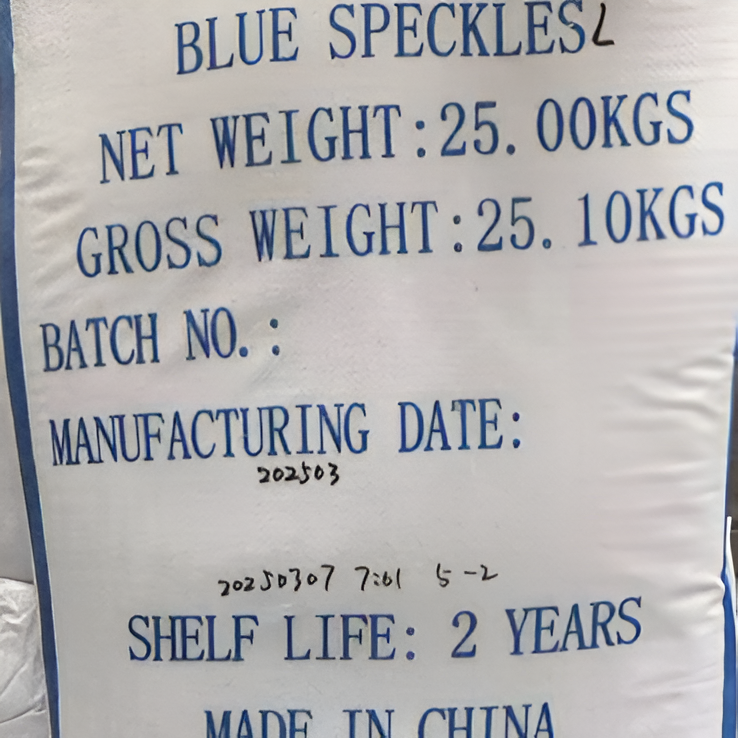 BLUE SPECKLES L
NET WEIGHT:25.00KGS
GROSS WEIGHT:25.10KGS
BATCH NO.:
MANUFACTURING DATE:
202503
20250307 7:61 5-2
SHELF LIFE: 2 YEARS
MADE IN CHINA